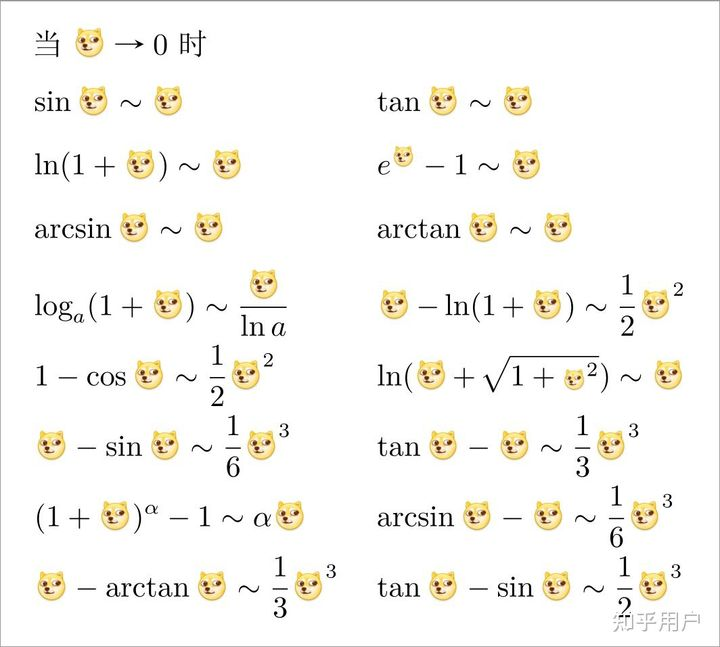 当 🐶 → 0 时
sin 🐶 ∼ 🐶 tan 🐶 ∼ 🐶
ln(1 + 🐶) ∼ 🐶 e^🐶 − 1 ∼ 🐶
arcsin 🐶 ∼ 🐶 arctan 🐶 ∼ 🐶
logₐ(1 + 🐶) ∼ 🐶/ln a 🐶 − ln(1 + 🐶) ∼ 1/2 🐶²
1 − cos 🐶 ∼ 1/2 🐶² ln(🐶 + √(1 + 🐶²)) ∼ 🐶
🐶 − sin 🐶 ∼ 1/6 🐶³ tan 🐶 − 🐶 ∼ 1/3 🐶³
(1 + 🐶)^α − 1 ∼ α🐶 arcsin 🐶 − 🐶 ∼ 1/6 🐶³
🐶 − arctan 🐶 ∼ 1/3 🐶³ tan 🐶 − sin 🐶 ∼ 1/2 🐶³
知乎用户